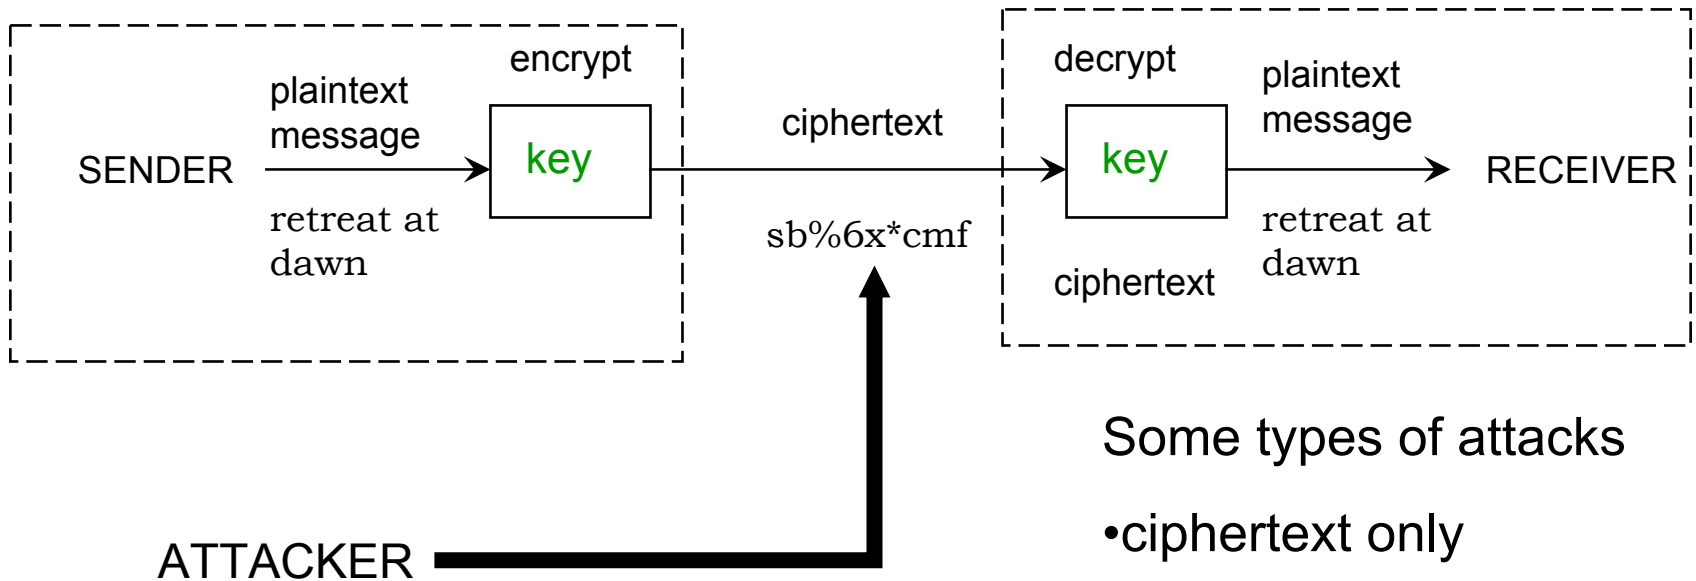 encrypt
decrypt
plaintext
message
plaintext
message
ciphertext
SENDER
key
key
RECEIVER
retreat at
dawn
sb%6x*cmf
retreat at
dawn
ciphertext
Some types of attacks
•ciphertext only
ATTACKER